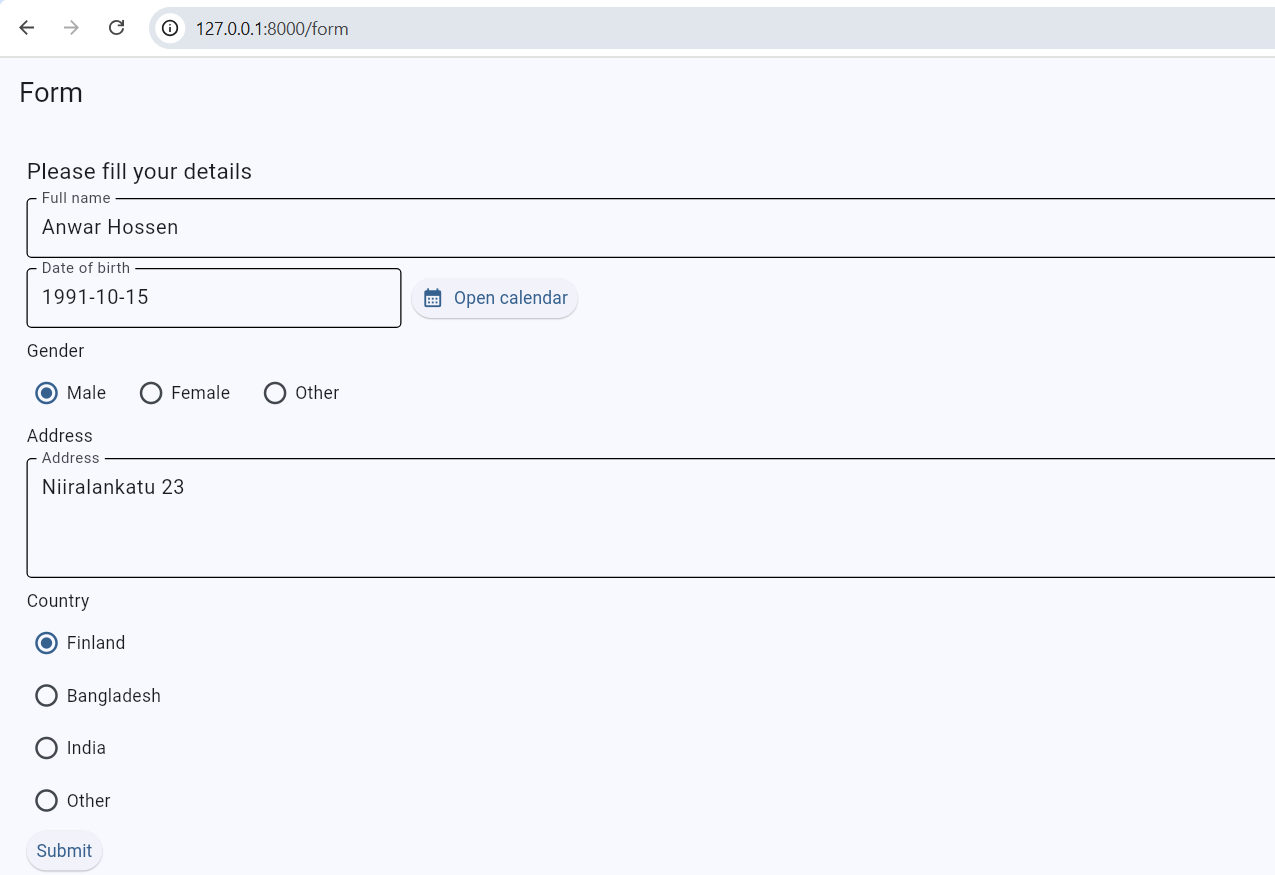 127.0.0.1:8000/form
Form
Please fill your details
Full name
Anwar Hossen
Date of birth
1991-10-15
Open calendar
Gender
Male Female Other
Address
Address
Niiralankatu 23
Country
Finland
Bangladesh
India
Other
Submit